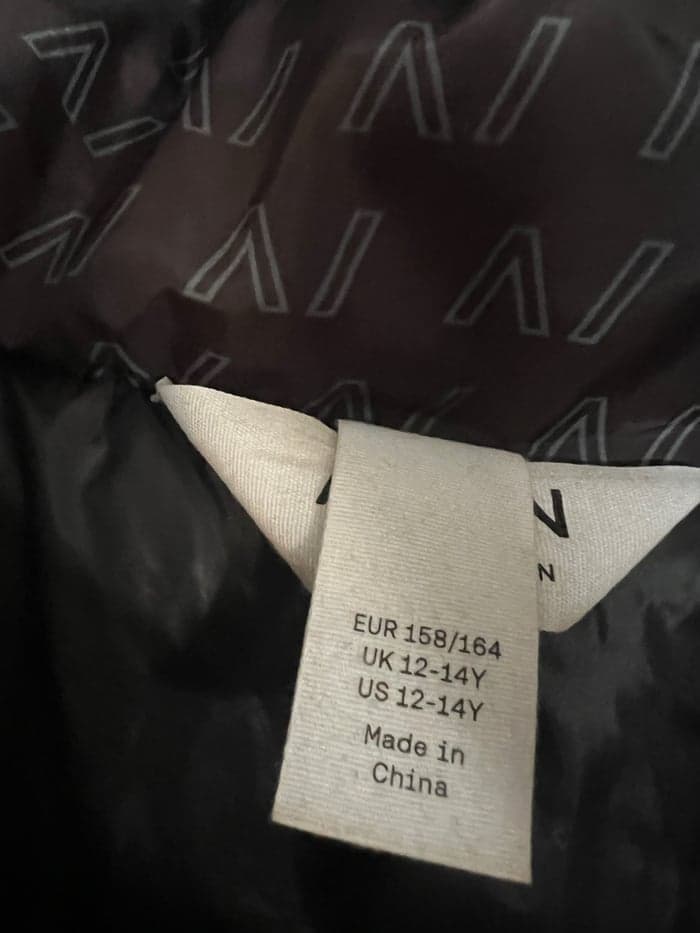 N
N
EUR 158/164
UK 12-14Y
US 12-14Y
Made in
China